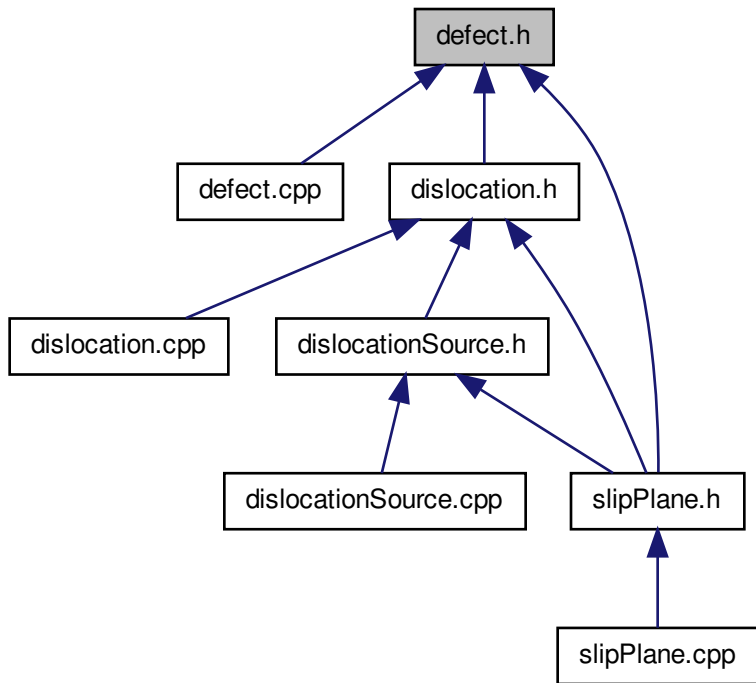 defect.h
defect.cpp
dislocation.h
dislocation.cpp
dislocationSource.h
dislocationSource.cpp
slipPlane.h
slipPlane.cpp